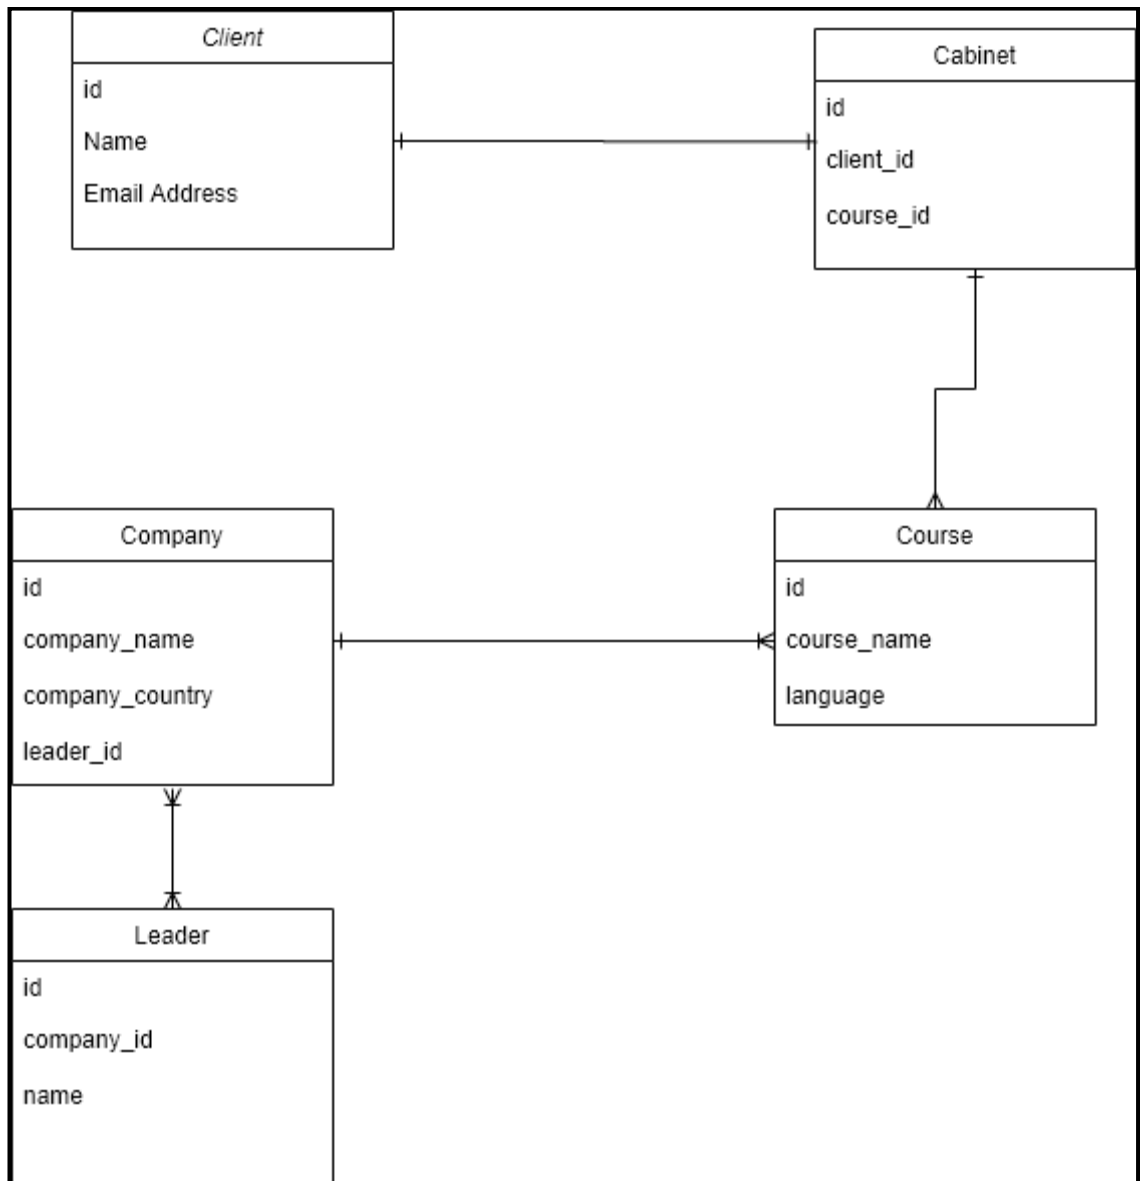 Client
id
Name
Email Address
Cabinet
id
client_id
course_id
Company
id
company_name
company_country
leader_id
Course
id
course_name
language
Leader
id
company_id
name